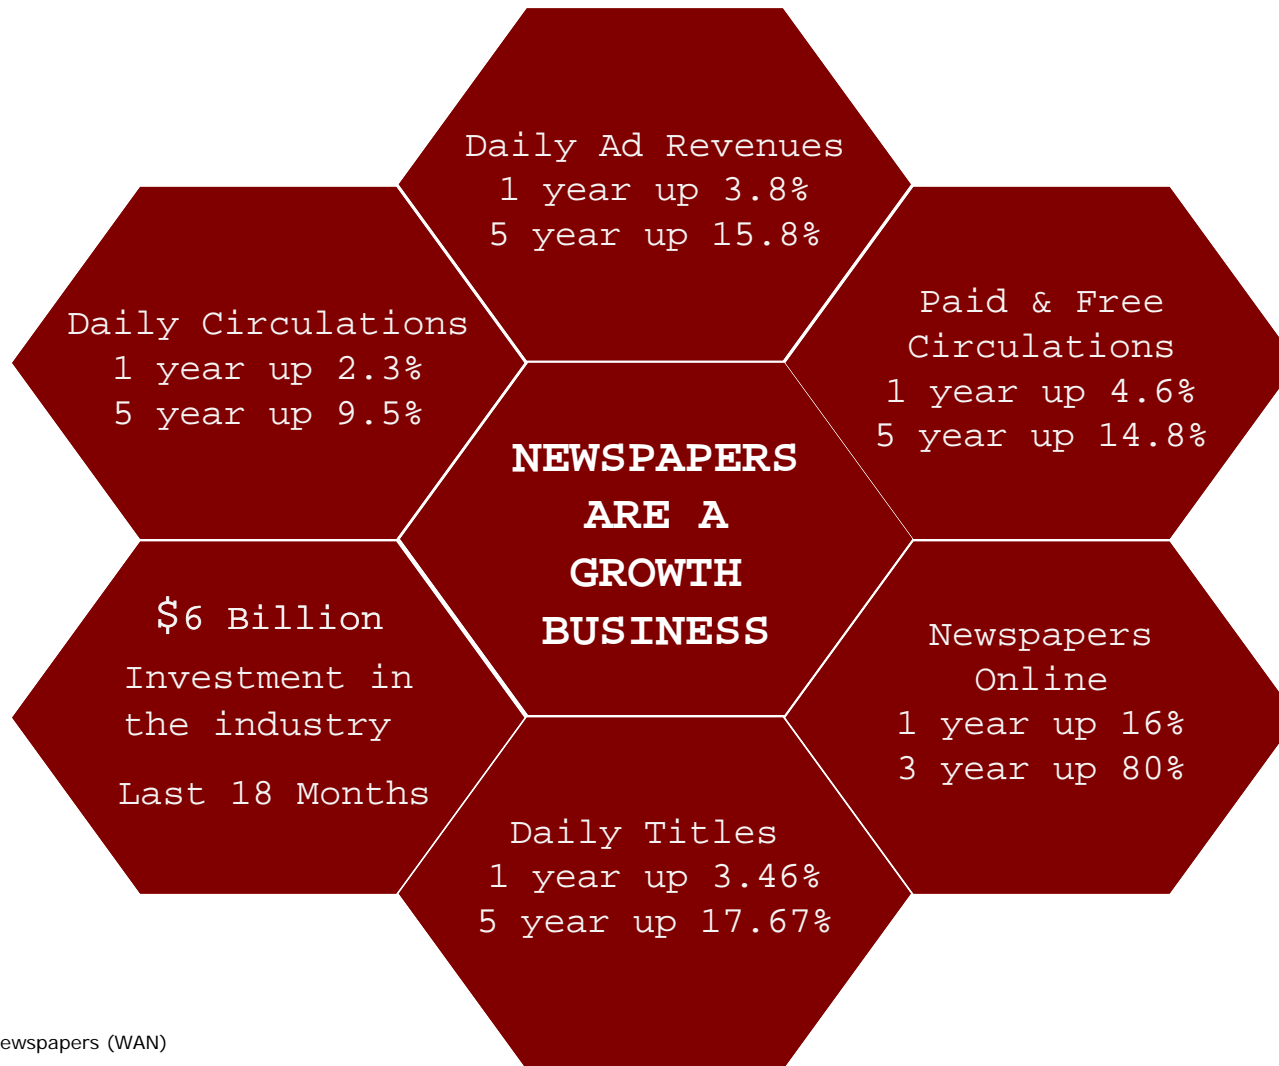 Daily Ad Revenues
1 year up 3.8%
5 year up 15.8%
Daily Circulations
1 year up 2.3%
5 year up 9.5%
Paid & Free
Circulations
1 year up 4.6%
5 year up 14.8%
NEWSPAPERS
ARE A
GROWTH
BUSINESS
$6 Billion
Investment in
the industry
Last 18 Months
Newspapers
Online
1 year up 16%
3 year up 80%
Daily Titles
1 year up 3.46%
5 year up 17.67%
ewspapers (WAN)